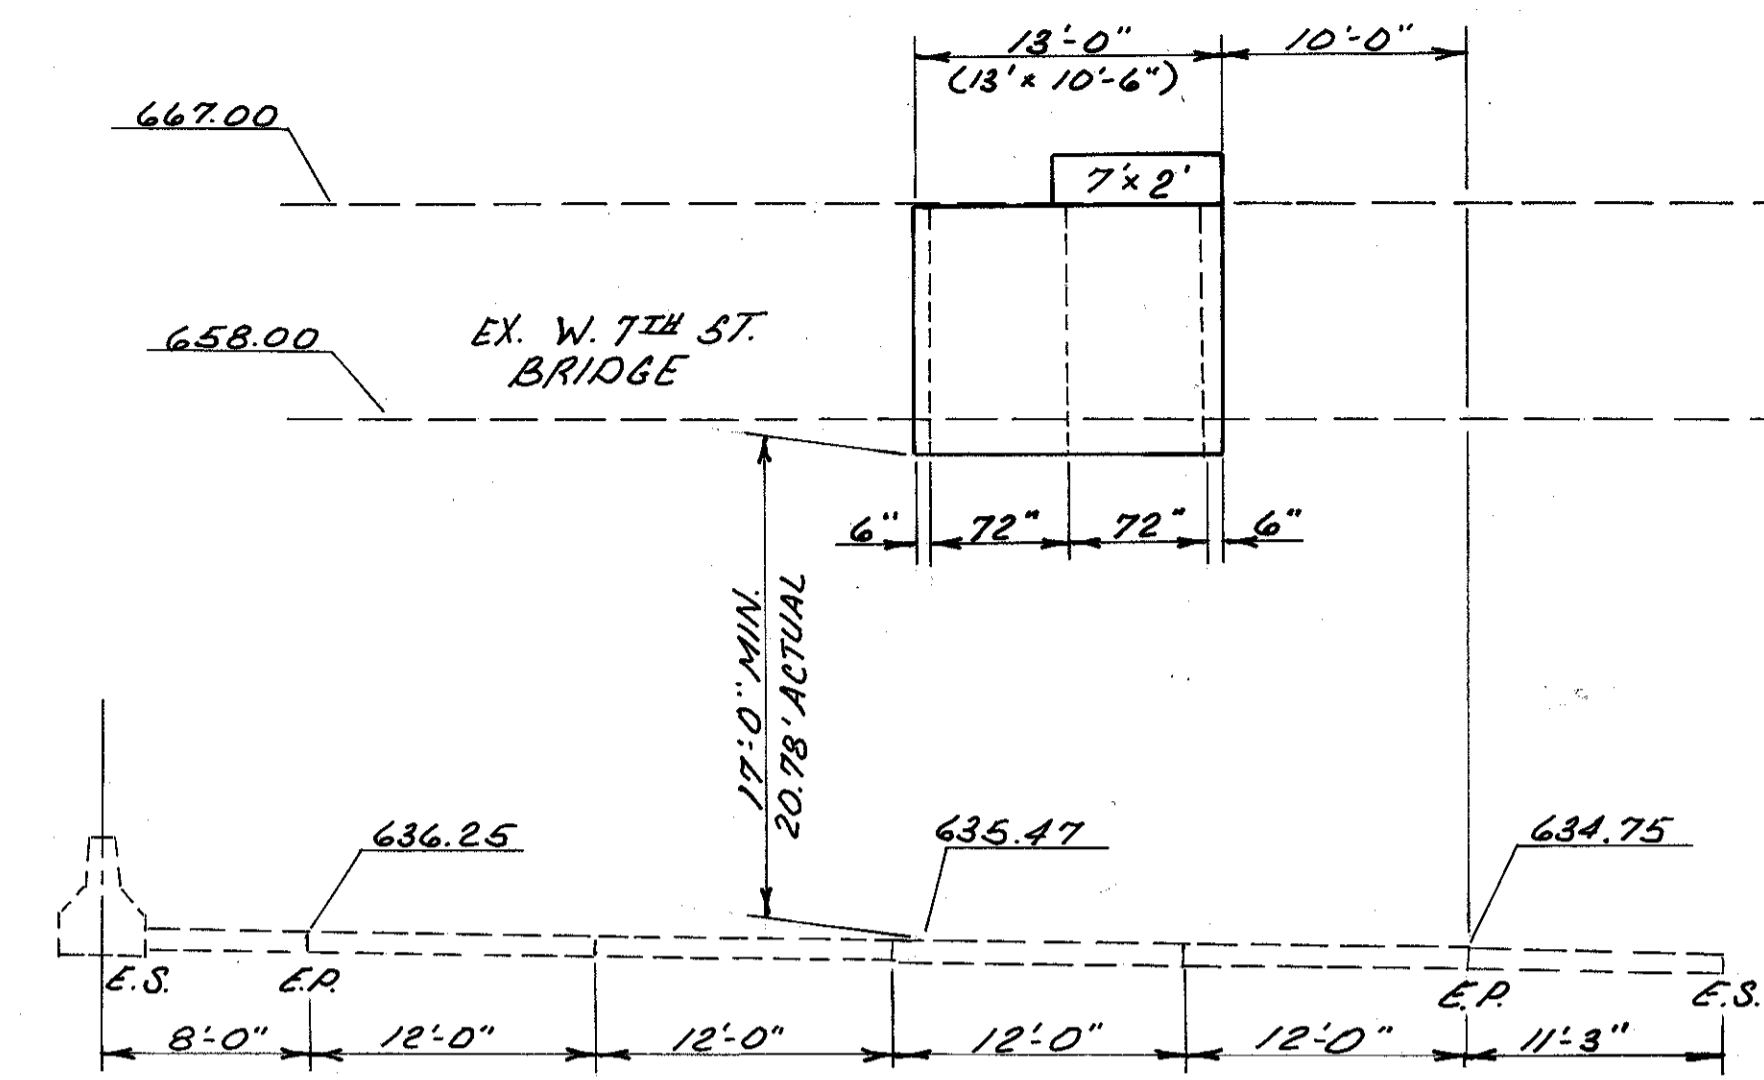 13'-0"
10'-0"
(13' x 10'-6")
667.00
7' x 2'
658.00
EX. W. 7TH ST.
BRIDGE
6"
72"
72"
6"
17'-0" MIN.
20.78' ACTUAL
636.25
635.47
634.75
E.S.
E.P.
E.P.
E.S.
8'-0"
12'-0"
12'-0"
12'-0"
12'-0"
11'-3"